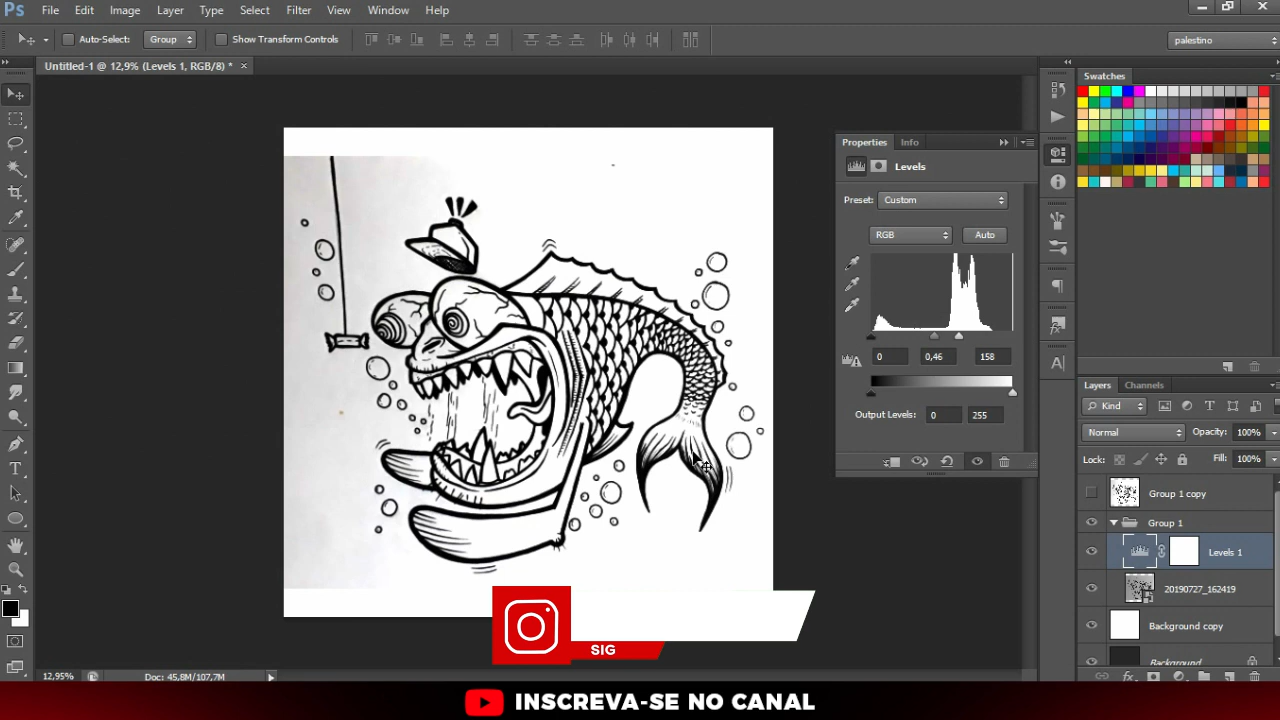 Ps File Edit Image Layer Type Select Filter View Window Help
Auto-Select: Group Show Transform Controls palestino
Untitled-1 @ 12,9% (Levels 1, RGB/8) * ×
Swatches
Properties Info
Levels
Preset: Custom
RGB Auto
0 0,46 158
Output Levels: 0 255
Layers Channels
Kind
Normal Opacity: 100%
Lock: Fill: 100%
Group 1 copy
Group 1
Levels 1
20190727_162419
Background copy
Background
SIG
12,95% Doc: 45,8M/107,7M
INSCREVA-SE NO CANAL